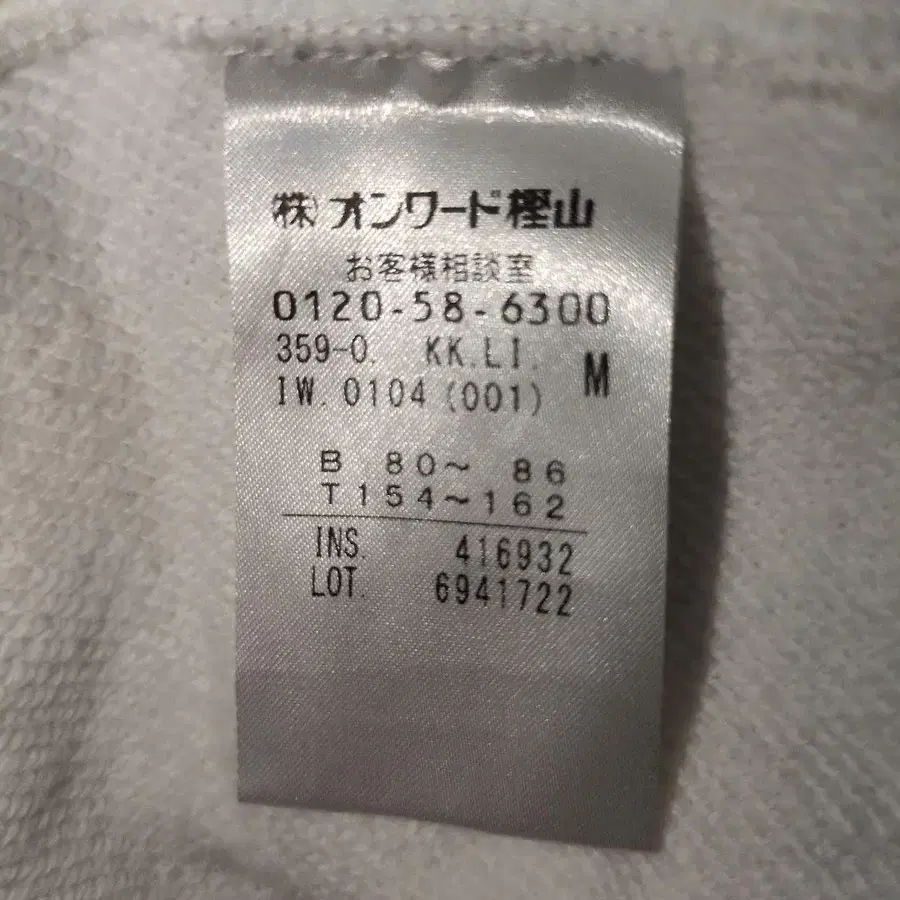 ㈱オンワード樫山
お客様相談室
0120-58-6300
359-0. KK.LI. M
IW. 0104 (001)
B 80～ 86
T154～162
INS. 416932
LOT. 6941722